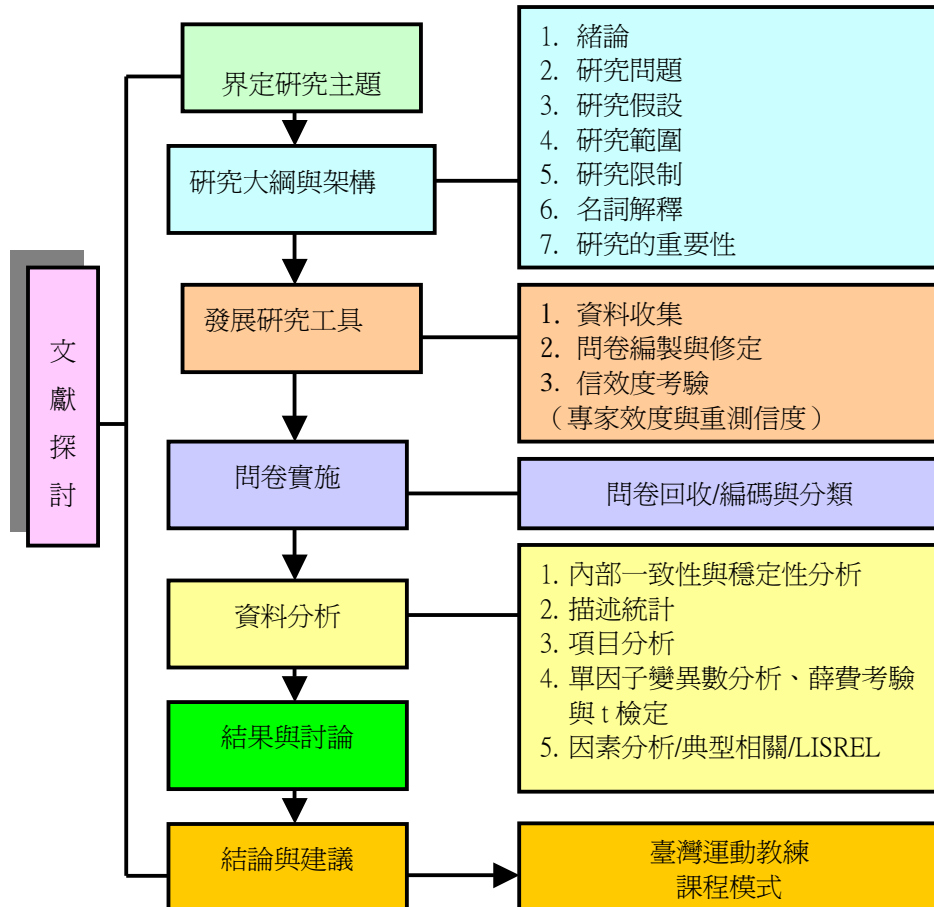 界定研究主題
研究大綱與架構
1. 緒論
2. 研究問題
3. 研究假設
4. 研究範圍
5. 研究限制
6. 名詞解釋
7. 研究的重要性
文
獻
探
討
發展研究工具
1. 資料收集
2. 問卷編製與修定
3. 信效度考驗
（專家效度與重測信度）
問卷實施
問卷回收/編碼與分類
資料分析
1. 內部一致性與穩定性分析
2. 描述統計
3. 項目分析
4. 單因子變異數分析、薛費考驗
與 t 檢定
5. 因素分析/典型相關/LISREL
結果與討論
結論與建議
臺灣運動教練
課程模式